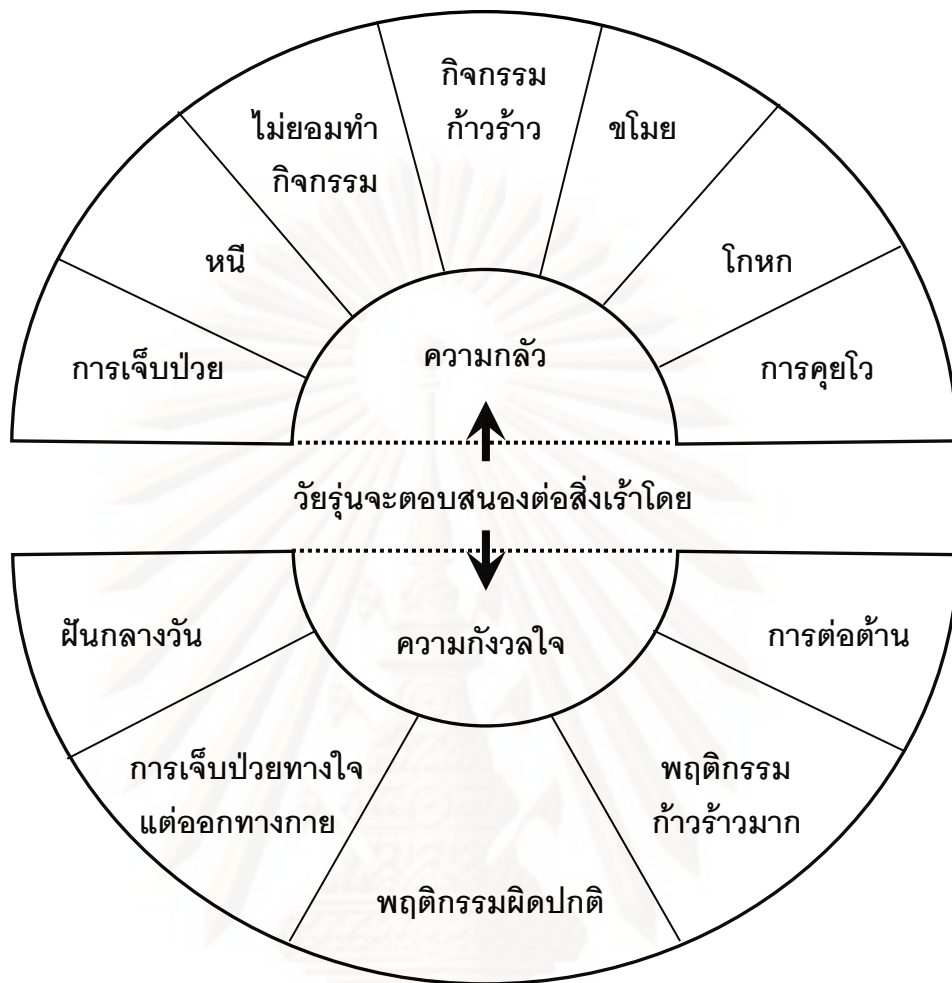 กิจกรรม
ก้าวร้าว
ไม่ยอมทำ
กิจกรรม
ขโมย
หนี
โกหก
การเจ็บป่วย
ความกลัว
การคุยโว
วัยรุ่นจะตอบสนองต่อสิ่งเร้าโดย
ฝันกลางวัน
ความกังวลใจ
การต่อต้าน
การเจ็บป่วยทางใจ
แต่ออกทางกาย
พฤติกรรม
ก้าวร้าวมาก
พฤติกรรมผิดปกติ